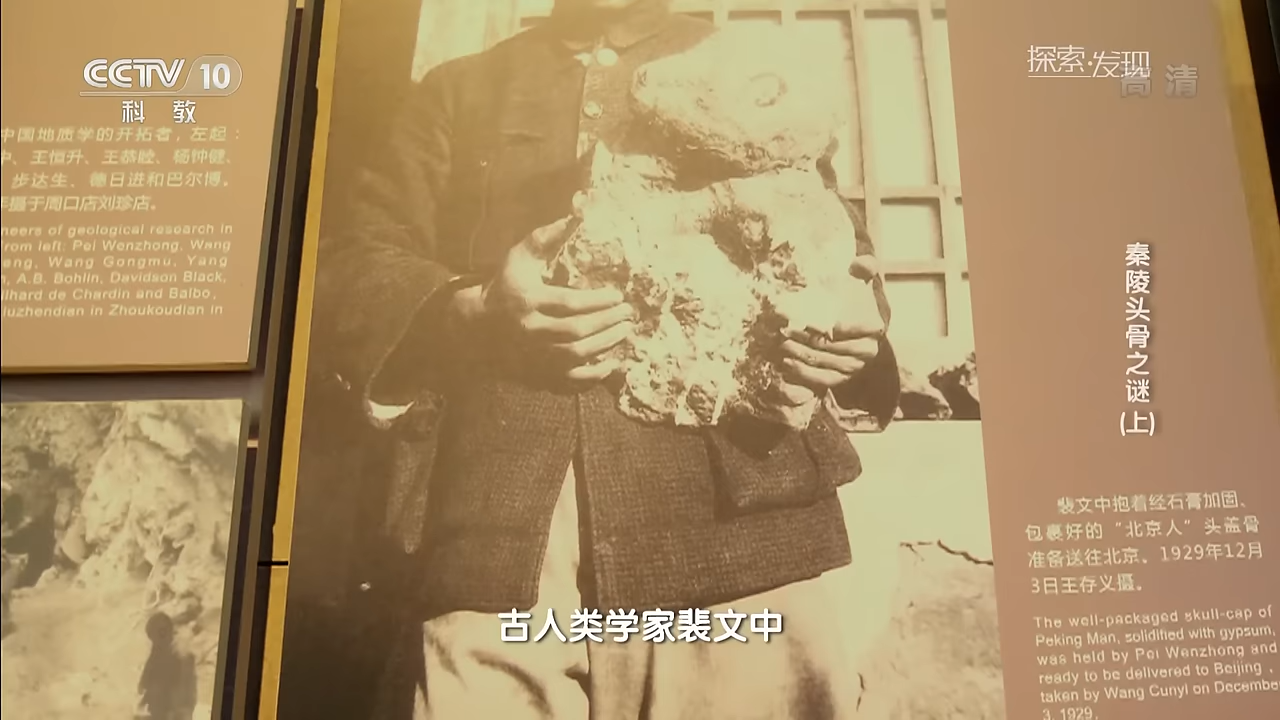 CCTV 10
科教
探索·发现
高清
中国地质学的开拓者，左起：
中、王恒升、王恭睦、杨钟健、
步达生、德日进和巴尔博。
年摄于周口店刘珍店。
neers of geological research in
rom left: Pei Wenzhong, Wang
eng, Wang Gongmu, Yang
n, A.B. Bohlin, Davidson Black,
ilhard de Chardin and Balbo,
iuzhendian in Zhoukoudian in
秦陵头骨之谜(上)
裴文中抱着经石膏加固、
包裹好的“北京人”头盖骨
准备送往北京。1929年12月
3日王存义摄。
The well-packaged skull-cap of
Peking Man, solidified with gypsum,
was held by Pei Wenzhong and
ready to be delivered to Beijing ,
taken by Wang Cunyi on December
3, 1929.
古人类学家裴文中